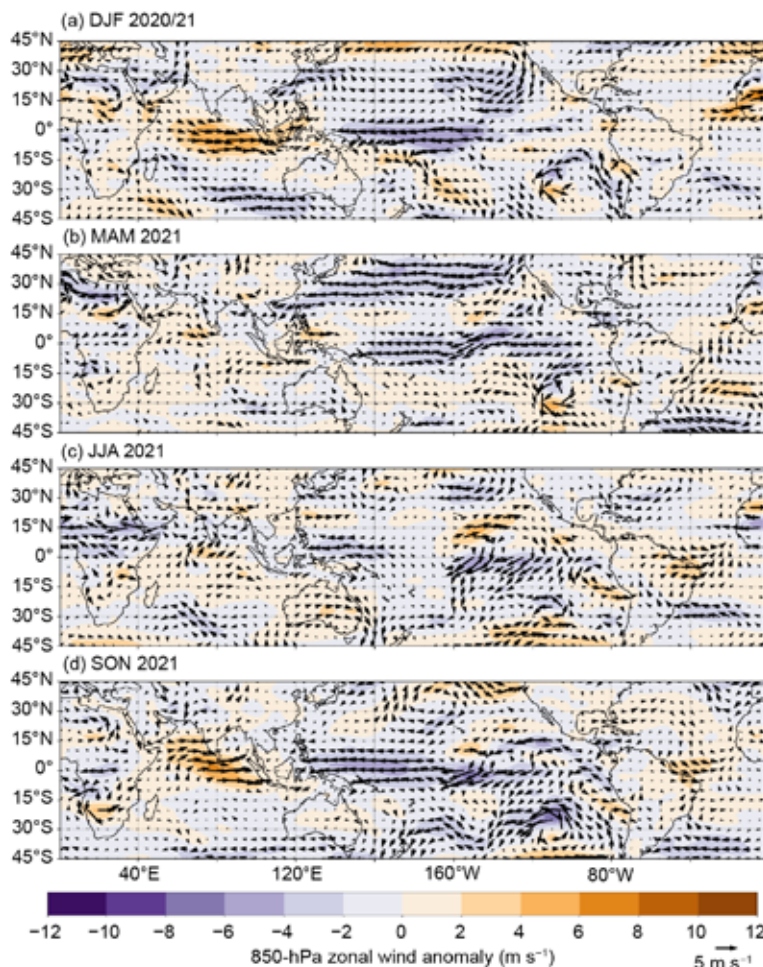 (a) DJF 2020/21
45°N
30°N
15°N
0°
15°S
30°S
45°S
(b) MAM 2021
45°N
30°N
15°N
0°
15°S
30°S
45°S
(c) JJA 2021
45°N
30°N
15°N
0°
15°S
30°S
45°S
(d) SON 2021
45°N
30°N
15°N
0°
15°S
30°S
45°S
40°E 120°E 160°W 80°W
−12 −10 −8 −6 −4 −2 0 2 4 6 8 10 12
850-hPa zonal wind anomaly (m s⁻¹) 5 m s⁻¹